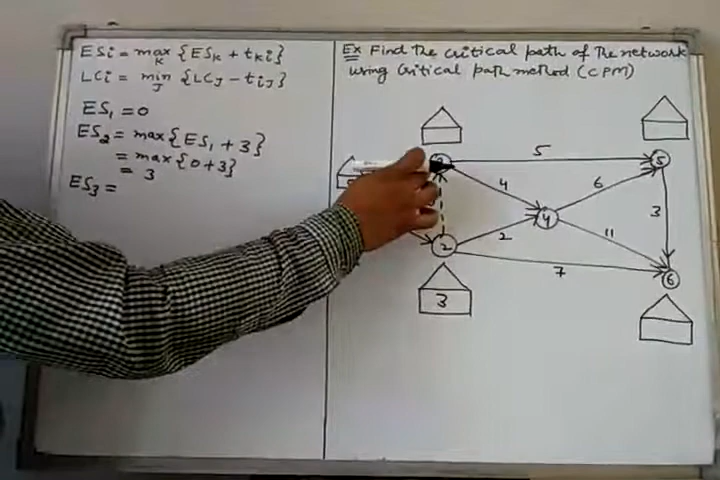 ESi = max {ESk + tki}
k
LCi = min {LCJ - tiJ}
J
ES1 = 0
ES2 = max{ES1 + 3}
= max{0+3}
= 3
ES3 =
Ex Find the critical path of the network
using Critical path method (CPM)
5
5
4
6
4
3
2
11
2
7
6
3